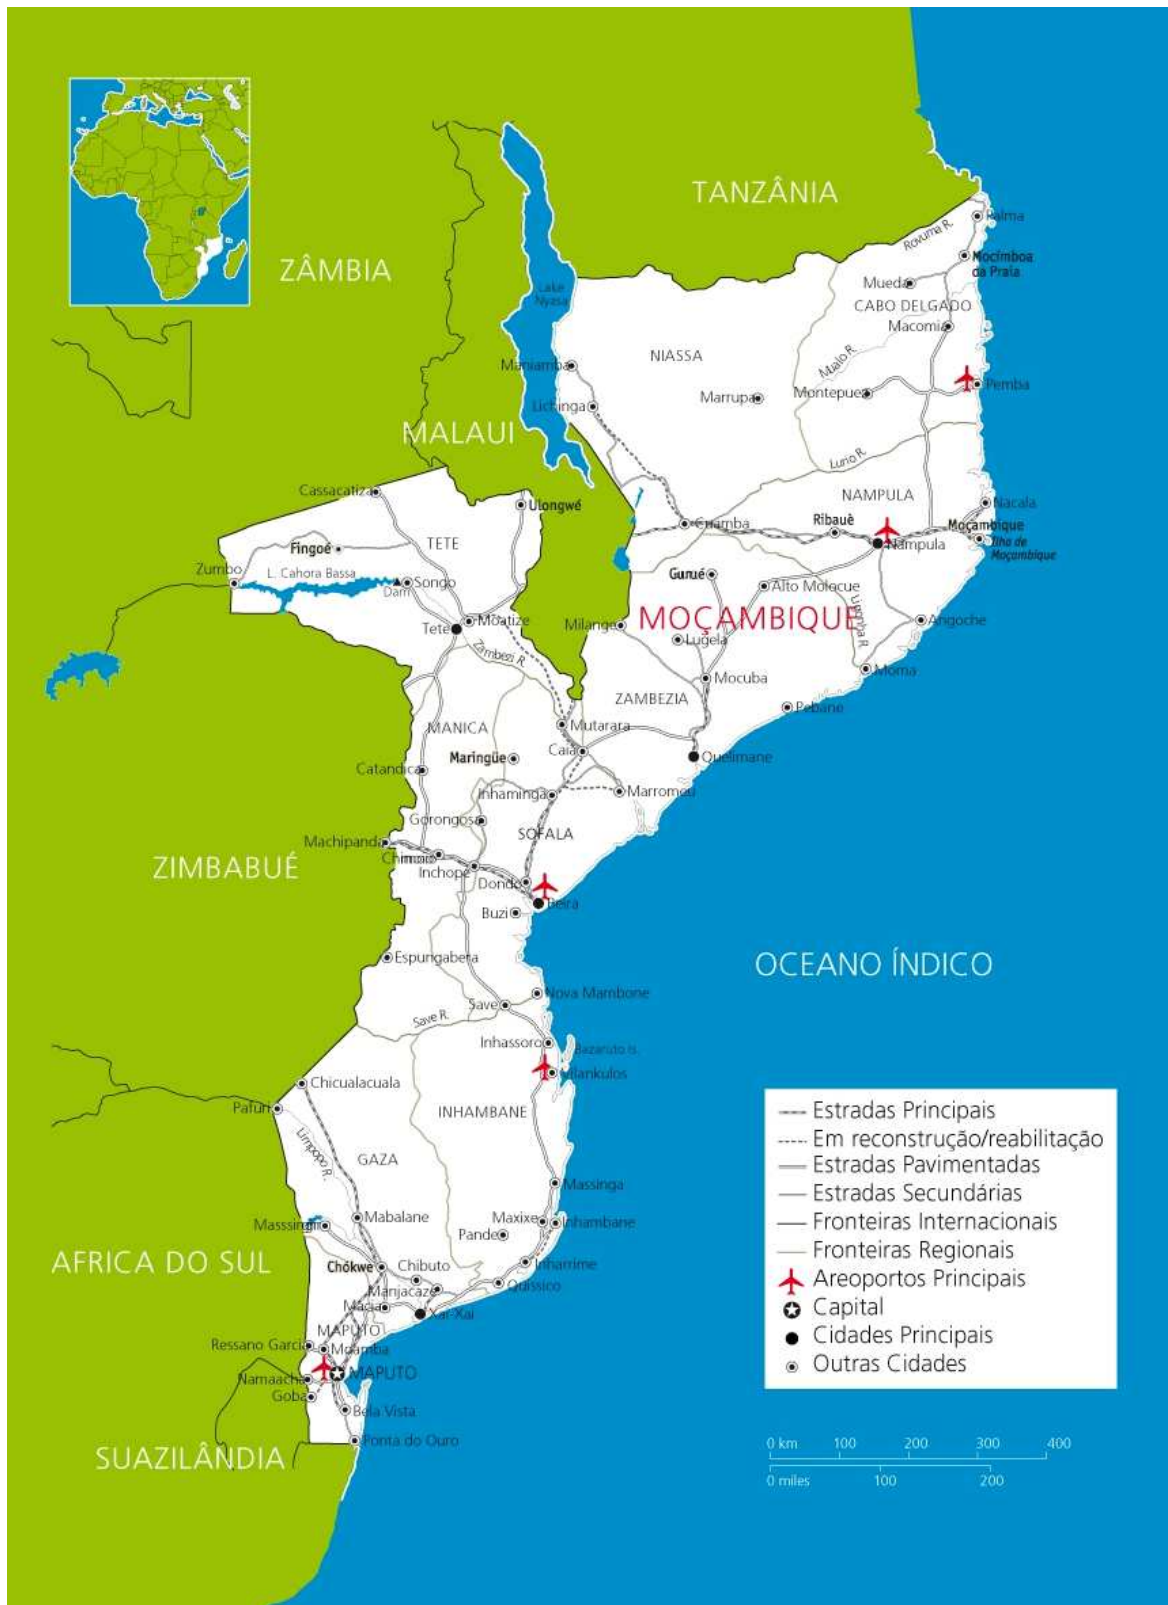 TANZÂNIA
ZÂMBIA
Palma
Rovuma R.
Mocímboa
da Praia
Mueda
Lake
Nyasa
CABO DELGADO
Macomia
NIASSA
Mualo R.
Maniamba
Pemba
Montepuez
Marrupa
Lichinga
MALAUI
Lurio R.
Cassacatiza
NAMPULA
Ulongwé
Nacala
Cuamba
Ribauè
Moçambique
Ilha de
Moçambique
Nampula
TETE
Fingoé
Zumbo
L. Cahora Bassa
Songo
Dam
Gurué
Alto Molocue
Ligonha R.
MOÇAMBIQUE
Angoche
Moatize
Tete
Milange
Lugela
Zambezi R.
Moma
Mocuba
ZAMBEZIA
Pebane
MANICA
Mutarara
Maringüe
Caia
Quelimane
Catandica
Inhaminga
Marromeu
Gorongosa
SOFALA
Machipanda
ZIMBABUÉ
Inchope
Dondo
Beira
Buzi
Espungabera
OCEANO ÍNDICO
Nova Mambone
Save
Save R.
Inhassoro
Bazaruto Is.
Vilankulos
Chicualacuala
Pafuri
INHAMBANE
Limpopo R.
GAZA
Massinga
Mabalane
Maxixe
Inhambane
Pande
AFRICA DO SUL
Chókwe
Chibuto
Inharrime
Manjacaze
Quissico
Macia
Xai-Xai
MAPUTO
Ressano Garcia
Moamba
MAPUTO
Namaacha
Goba
Bela Vista
Ponta do Ouro
SUAZILÂNDIA
Estradas Principais
Em reconstrução/reabilitação
Estradas Pavimentadas
Estradas Secundárias
Fronteiras Internacionais
Fronteiras Regionais
Areoportos Principais
Capital
Cidades Principais
Outras Cidades
0 km 100 200 300 400
0 miles 100 200